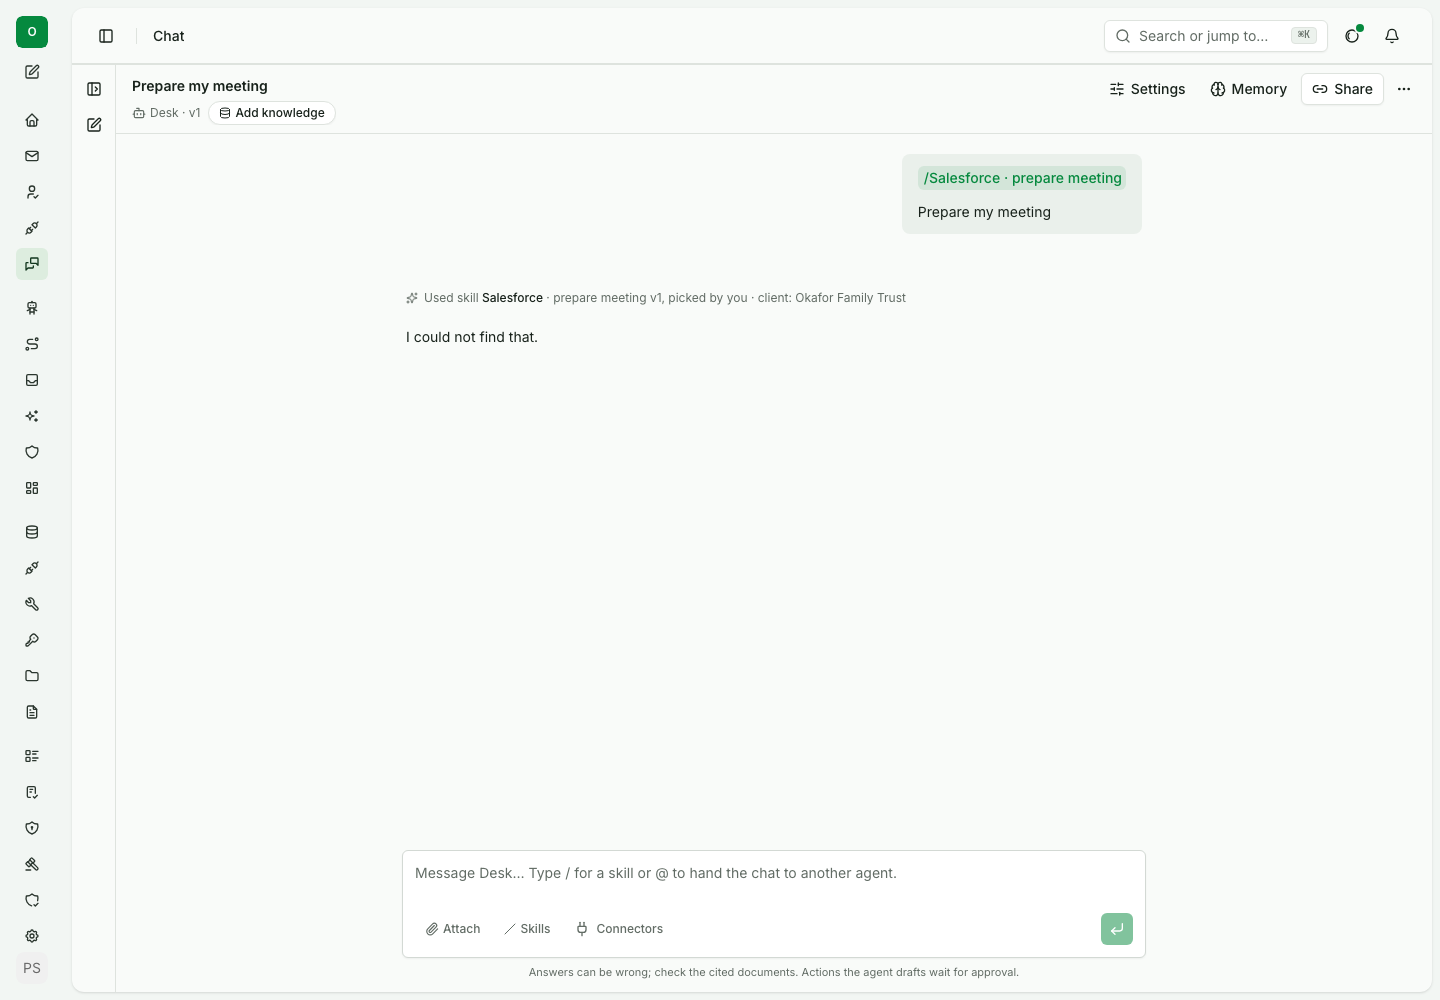 O
Chat
Search or jump to...
⌘K
Prepare my meeting
Desk · v1
Add knowledge
Settings
Memory
Share
/Salesforce · prepare meeting
Prepare my meeting
Used skill Salesforce · prepare meeting v1, picked by you · client: Okafor Family Trust
I could not find that.
Message Desk... Type / for a skill or @ to hand the chat to another agent.
Attach
Skills
Connectors
Answers can be wrong; check the cited documents. Actions the agent drafts wait for approval.
PS